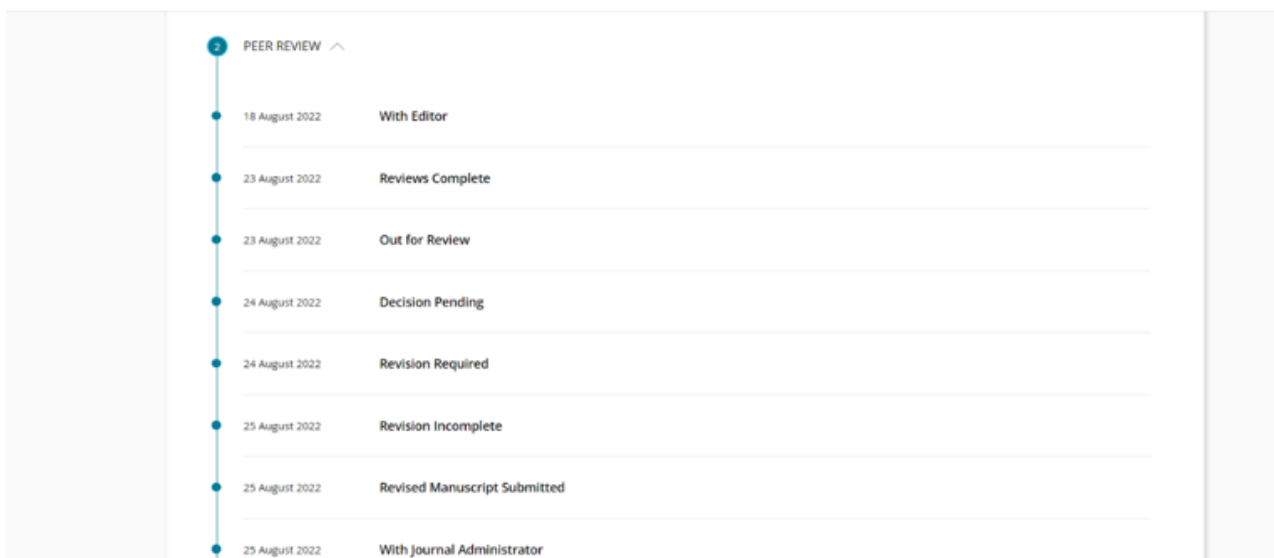 2 PEER REVIEW
18 August 2022 With Editor
23 August 2022 Reviews Complete
23 August 2022 Out for Review
24 August 2022 Decision Pending
24 August 2022 Revision Required
25 August 2022 Revision Incomplete
25 August 2022 Revised Manuscript Submitted
25 August 2022 With Journal Administrator